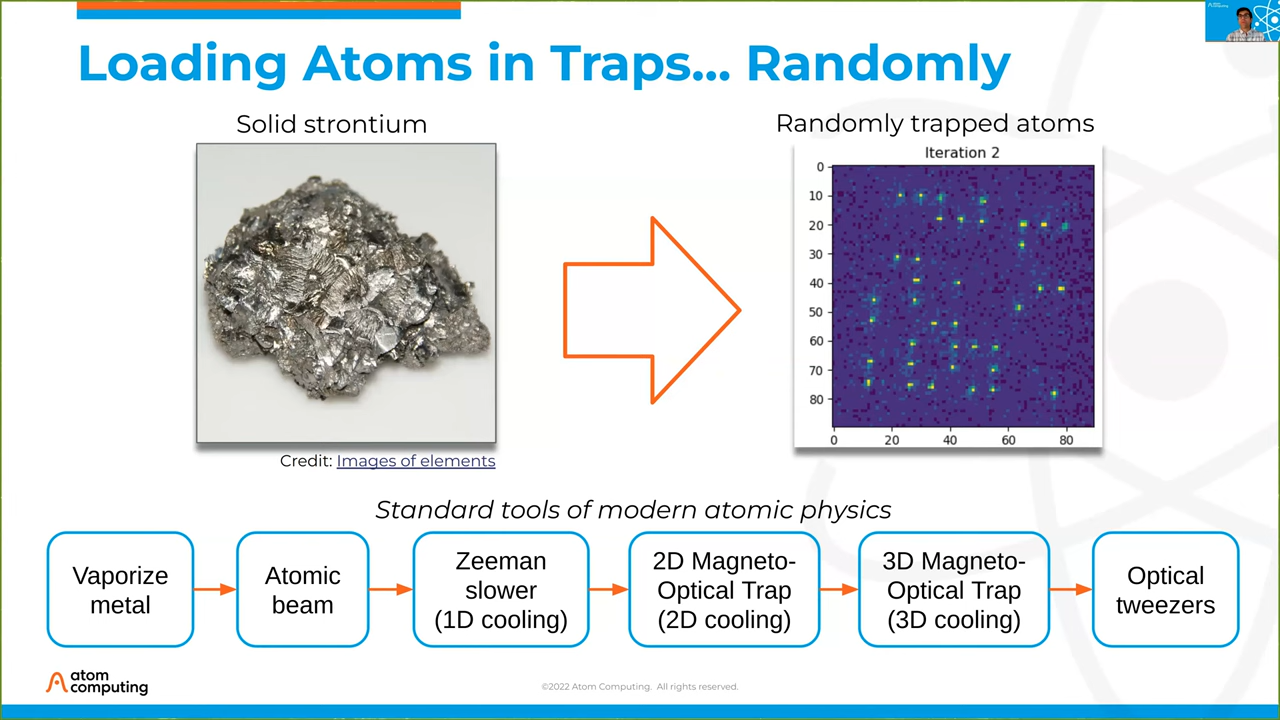 Loading Atoms in Traps... Randomly
Solid strontium
Randomly trapped atoms
Iteration 2
0
10
20
30
40
50
60
70
80
0 20 40 60 80
Credit: Images of elements
Standard tools of modern atomic physics
Vaporize
metal
Atomic
beam
Zeeman
slower
(1D cooling)
2D Magneto-
Optical Trap
(2D cooling)
3D Magneto-
Optical Trap
(3D cooling)
Optical
tweezers
atom
computing
©2022 Atom Computing. All rights reserved.